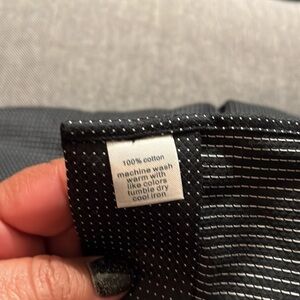 100% cotton
machine wash
warm with
like colors
tumble dry
cool iron